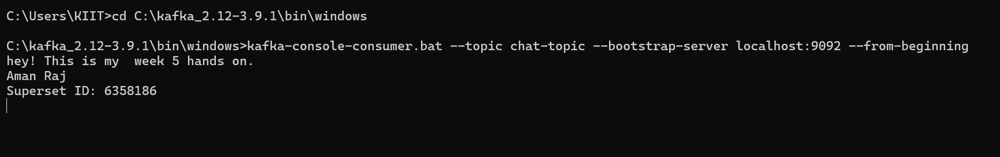 C:\Users\KIIT>cd C:\kafka_2.12-3.9.1\bin\windows
C:\kafka_2.12-3.9.1\bin\windows>kafka-console-consumer.bat --topic chat-topic --bootstrap-server localhost:9092 --from-beginning
hey! This is my  week 5 hands on.
Aman Raj
Superset ID: 6358186